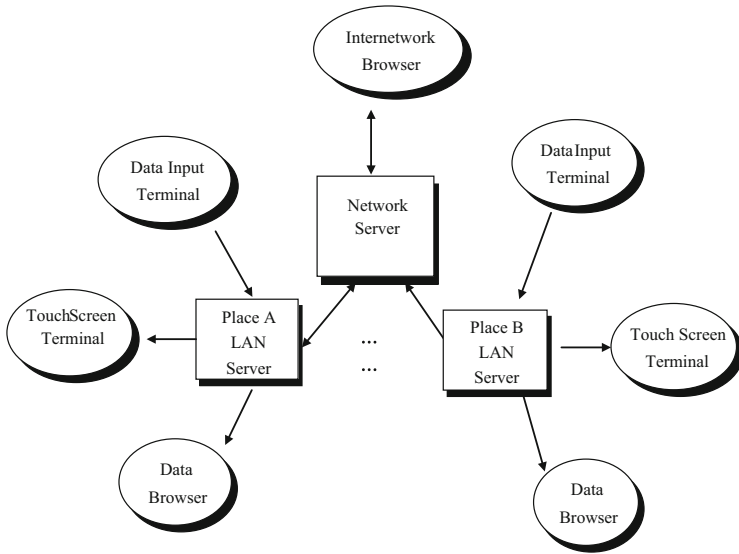 Internetwork
Browser
Data Input
Terminal
DataInput
Terminal
Network
Server
TouchScreen
Terminal
Place A
LAN
Server
...
...
Place B
LAN
Server
Touch Screen
Terminal
Data
Browser
Data
Browser